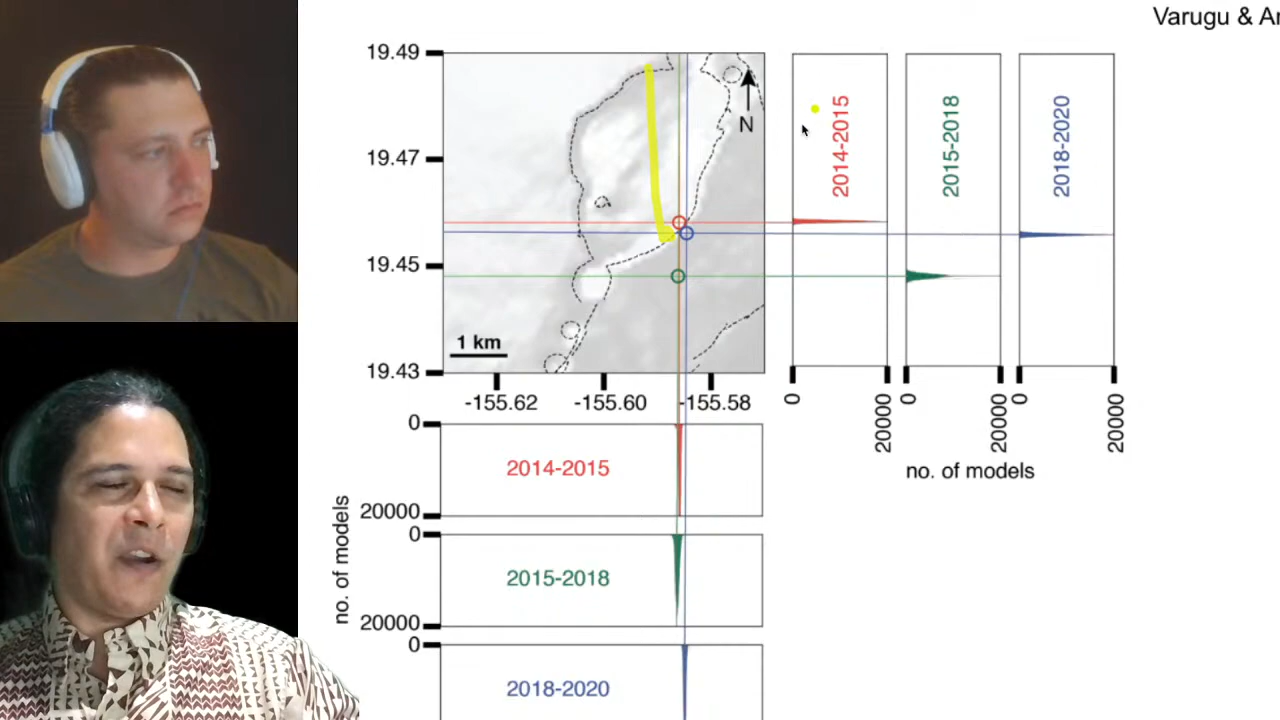 Varugu & Ar
19.49
19.47
19.45
19.43
N
1 km
-155.62 -155.60 -155.58
2014-2015
2015-2018
2018-2020
0 20000 0 20000 0 20000
no. of models
0
2014-2015
20000
0
2015-2018
20000
0
2018-2020
no. of models